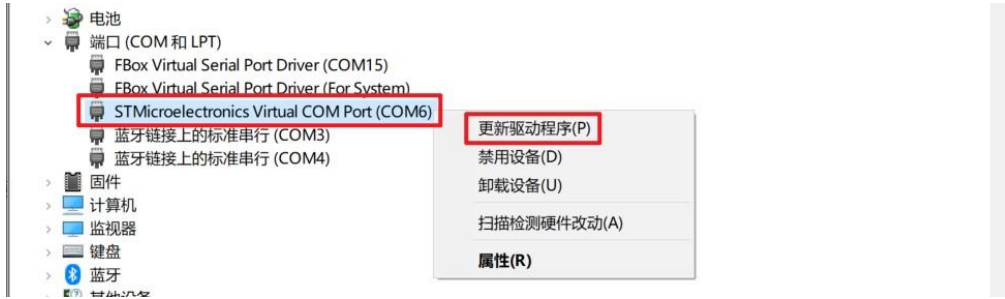 电池
端口 (COM 和 LPT)
FBox Virtual Serial Port Driver (COM15)
FBox Virtual Serial Port Driver (For System)
STMicroelectronics Virtual COM Port (COM6)
蓝牙链接上的标准串行 (COM3)
蓝牙链接上的标准串行 (COM4)
固件
计算机
监视器
键盘
蓝牙
其他设备
更新驱动程序(P)
禁用设备(D)
卸载设备(U)
扫描检测硬件改动(A)
属性(R)